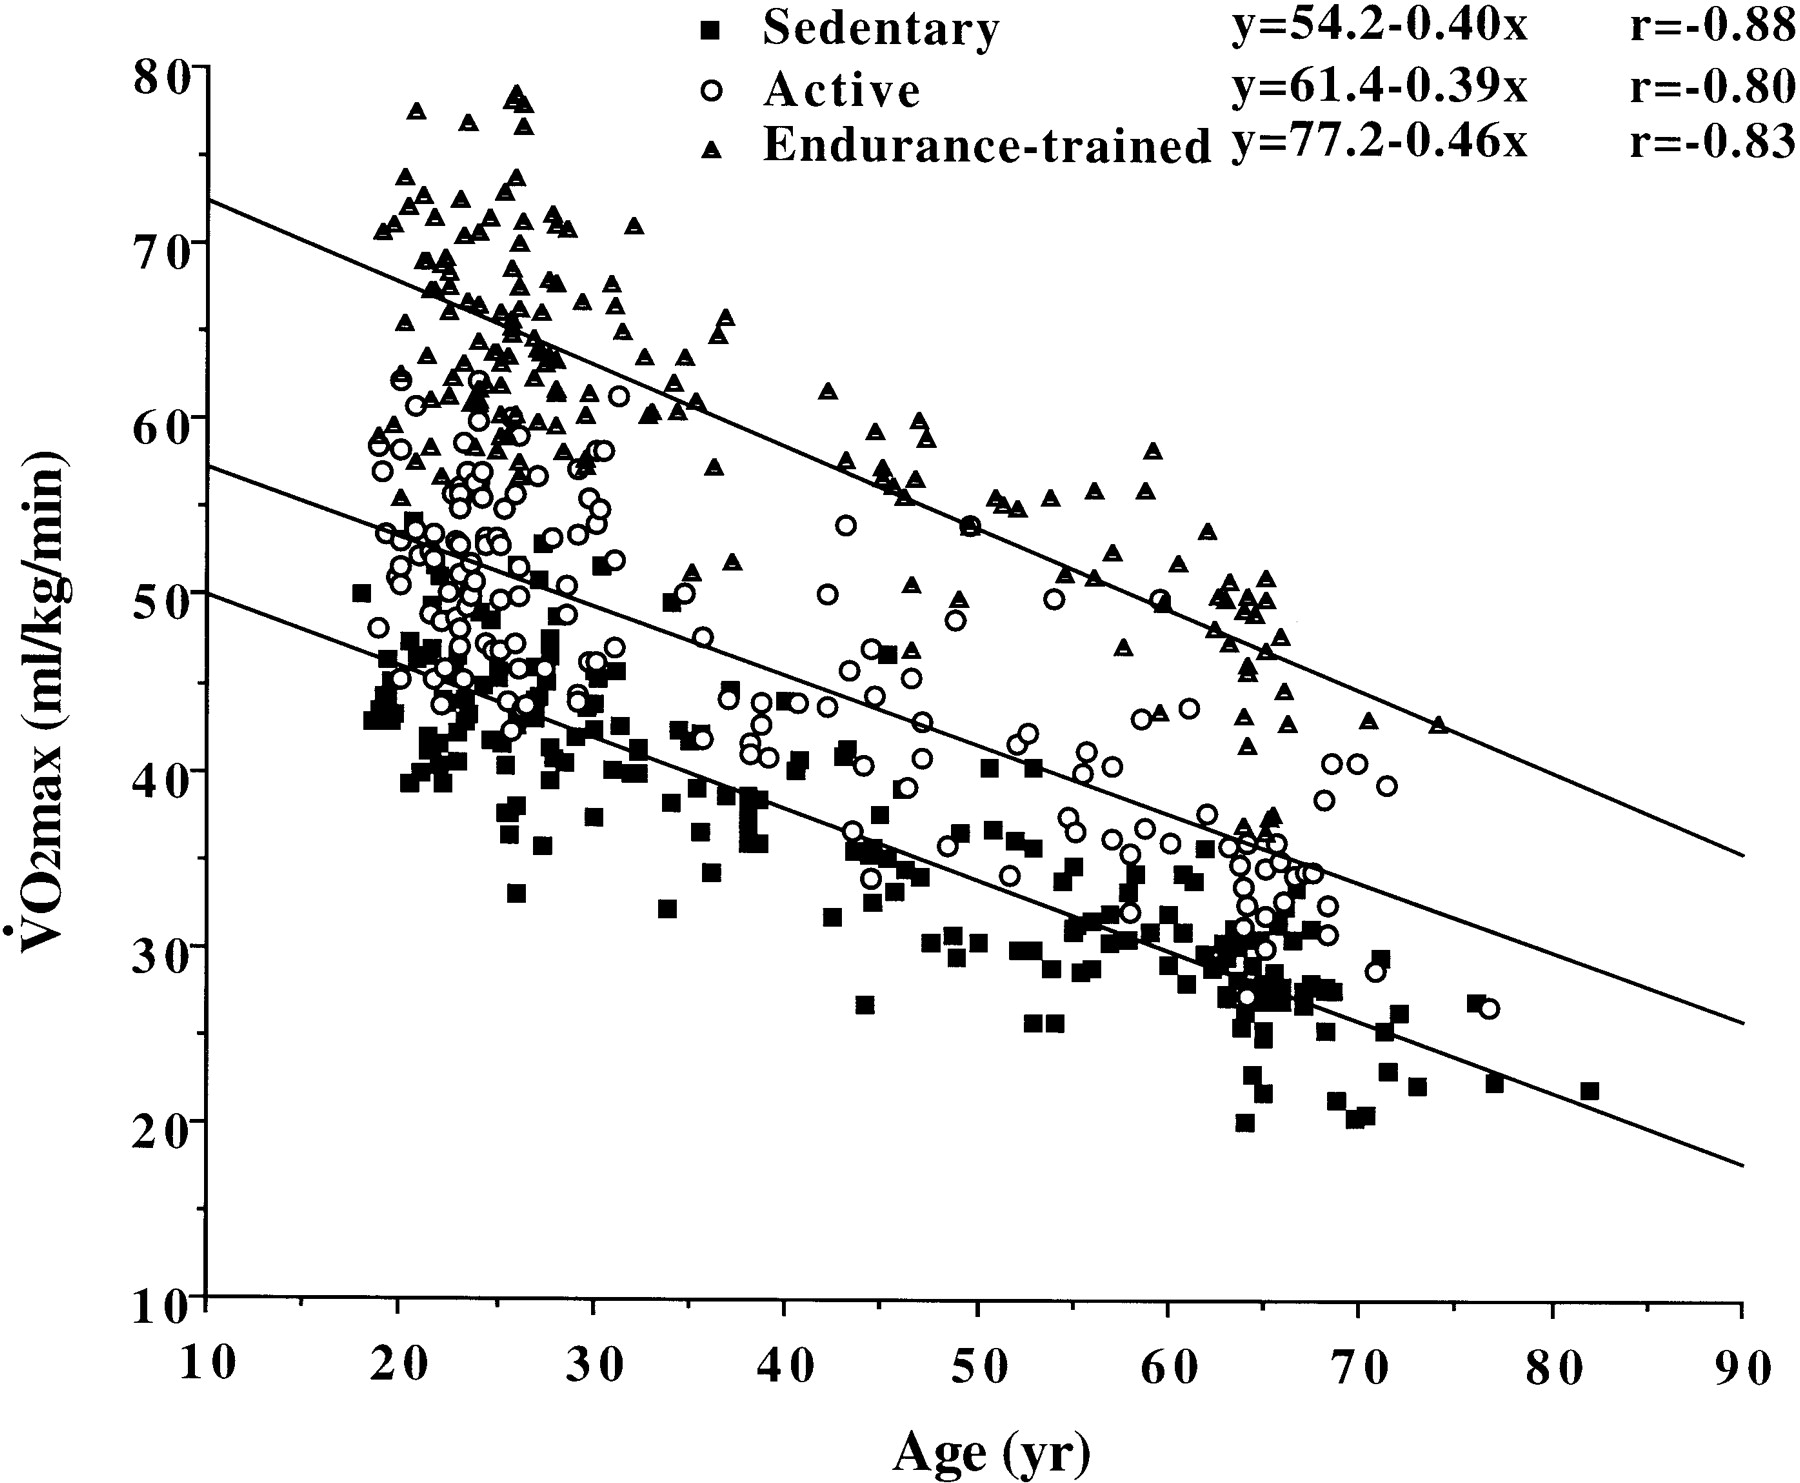 Sedentary y=54.2-0.40x r=-0.88
Active y=61.4-0.39x r=-0.80
Endurance-trained y=77.2-0.46x r=-0.83
80
70
60
50
40
30
20
10
V̇O2max (ml/kg/min)
10 20 30 40 50 60 70 80 90
Age (yr)